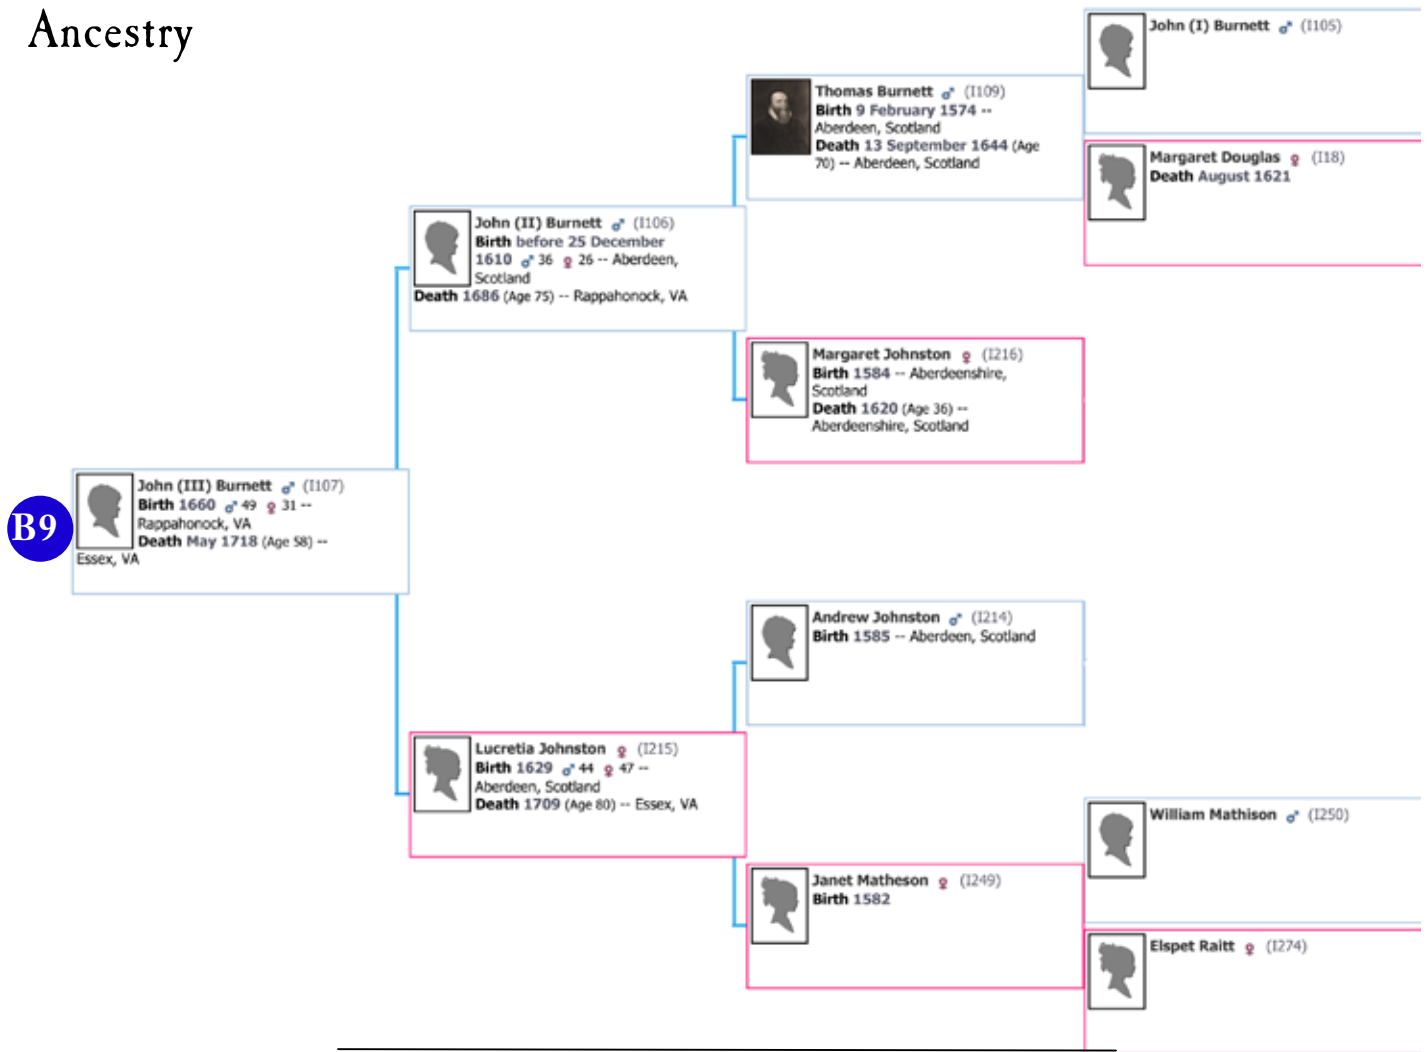 Ancestry
John (I) Burnett ♂ (I105)
Thomas Burnett ♂ (I109)
Birth 9 February 1574 --
Aberdeen, Scotland
Death 13 September 1644 (Age
70) -- Aberdeen, Scotland
Margaret Douglas ♀ (I18)
Death August 1621
John (II) Burnett ♂ (I106)
Birth before 25 December
1610 ♂ 36 ♀ 26 -- Aberdeen,
Scotland
Death 1686 (Age 75) -- Rappahonock, VA
Margaret Johnston ♀ (I216)
Birth 1584 -- Aberdeenshire,
Scotland
Death 1620 (Age 36) --
Aberdeenshire, Scotland
B9
John (III) Burnett ♂ (I107)
Birth 1660 ♂ 49 ♀ 31 --
Rappahonock, VA
Death May 1718 (Age 58) --
Essex, VA
Andrew Johnston ♂ (I214)
Birth 1585 -- Aberdeen, Scotland
Lucretia Johnston ♀ (I215)
Birth 1629 ♂ 44 ♀ 47 --
Aberdeen, Scotland
Death 1709 (Age 80) -- Essex, VA
William Mathison ♂ (I250)
Janet Matheson ♀ (I249)
Birth 1582
Elspet Raitt ♀ (I274)